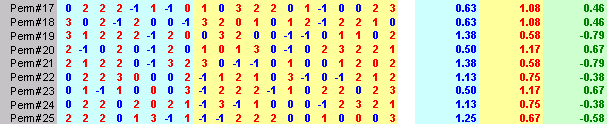 Perm#17 0 2 2 2 -1 1 -1 0 1 0 3 2 2 0 1 -1 0 0 2 3 0.63 1.08 0.46
Perm#18 3 0 2 -1 2 0 0 -1 3 2 0 1 0 1 2 -1 2 2 1 0 0.63 1.08 0.46
Perm#19 0 3 1 2 2 2 -1 2 0 3 2 0 0 -1 -1 0 1 1 0 2 1.38 0.58 -0.79
Perm#20 2 -1 0 2 0 -1 2 0 1 0 1 3 0 -1 0 2 3 2 2 1 0.50 1.17 0.67
Perm#21 2 1 2 2 0 -1 3 2 3 0 3 -1 0 -1 1 0 0 0 2 0 1.38 0.58 -0.79
Perm#22 0 2 2 3 0 0 0 2 -1 1 2 1 0 3 -1 0 -1 2 1 2 1.13 0.75 -0.38
Perm#23 0 1 -1 1 0 0 0 3 2 -1 3 2 2 2 0 -1 1 2 0 2 0.50 1.17 0.67
Perm#24 0 2 2 0 2 0 2 1 -1 3 -1 1 0 0 0 -1 2 3 2 1 1.13 0.75 -0.38
Perm#25 2 2 2 0 1 3 -1 1 -1 -1 2 2 2 0 0 1 0 0 0 3 1.25 0.67 -0.58